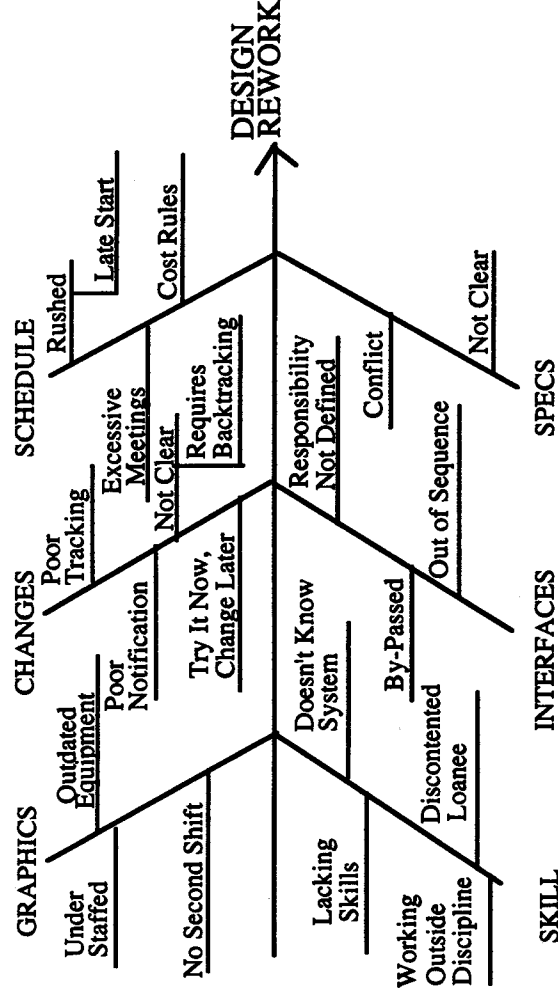 GRAPHICS
CHANGES
SCHEDULE
Under
Staffed
Outdated
Equipment
No Second Shift
Poor
Tracking
Poor
Notification
Not Clear
Requires
Backtracking
Try It Now,
Change Later
Rushed
Late Start
Excessive
Meetings
Cost Rules
DESIGN
REWORK
Doesn't Know
System
Lacking
Skills
Discontented
Loanee
Working
Outside
Discipline
Responsibility
Not Defined
By-Passed
Out of Sequence
Conflict
Not Clear
SKILL
INTERFACES
SPECS